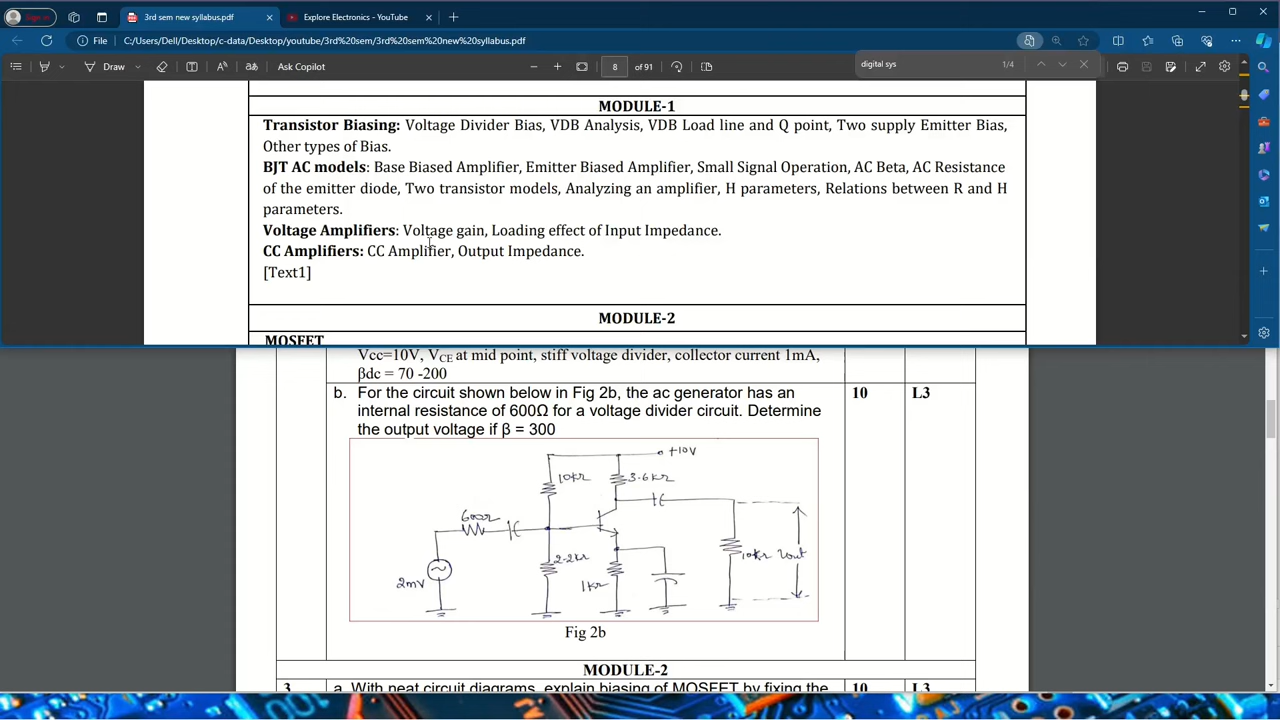 Sign in
3rd sem new syllabus.pdf
Explore Electronics - YouTube
File
C:/Users/Dell/Desktop/c-data/Desktop/youtube/3rd%20sem/3rd%20sem%20new%20syllabus.pdf
Draw
Ask Copilot
8 of 91
digital sys
1/4
MODULE-1
Transistor Biasing: Voltage Divider Bias, VDB Analysis, VDB Load line and Q point, Two supply Emitter Bias,
Other types of Bias.
BJT AC models: Base Biased Amplifier, Emitter Biased Amplifier, Small Signal Operation, AC Beta, AC Resistance
of the emitter diode, Two transistor models, Analyzing an amplifier, H parameters, Relations between R and H
parameters.
Voltage Amplifiers: Voltage gain, Loading effect of Input Impedance.
CC Amplifiers: CC Amplifier, Output Impedance.
[Text1]
MODULE-2
MOSFET
Vcc=10V, VCE at mid point, stiff voltage divider, collector current 1mA,
βdc = 70 -200
b. For the circuit shown below in Fig 2b, the ac generator has an
internal resistance of 600Ω for a voltage divider circuit. Determine
the output voltage if β = 300
10
L3
+10V
10kΩ
3.6kΩ
600Ω
2.2kΩ
10kΩ Vout
2mV
1kΩ
Fig 2b
MODULE-2
3
a. With neat circuit diagrams, explain biasing of MOSFET by fixing the
10
L3